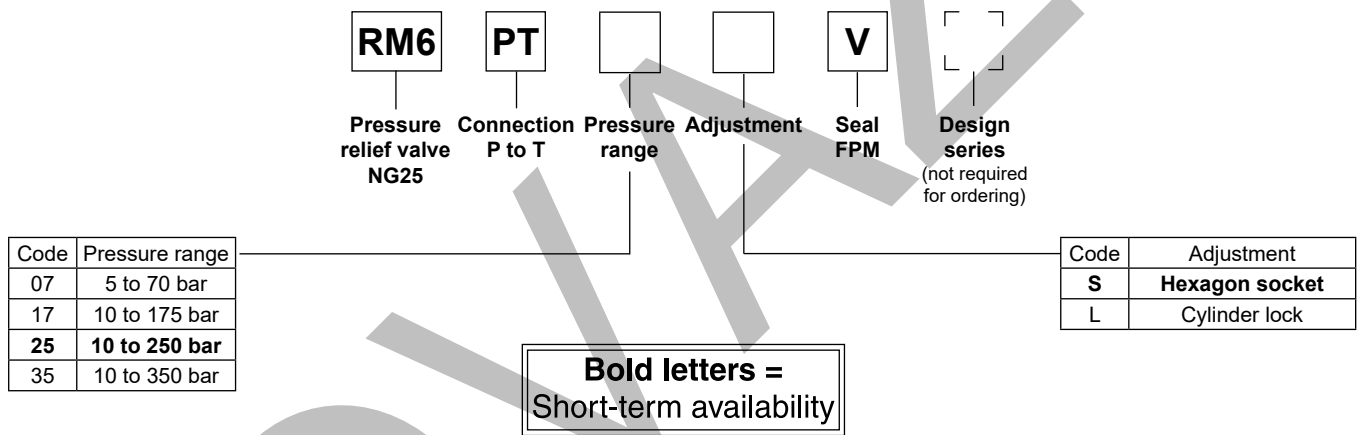 RM6 PT V
Pressure relief valve NG25
Connection P to T
Pressure range
Adjustment
Seal FPM
Design series
(not required for ordering)
Code Pressure range
07 5 to 70 bar
17 10 to 175 bar
25 10 to 250 bar
35 10 to 350 bar
Code Adjustment
S Hexagon socket
L Cylinder lock
Bold letters =
Short-term availability